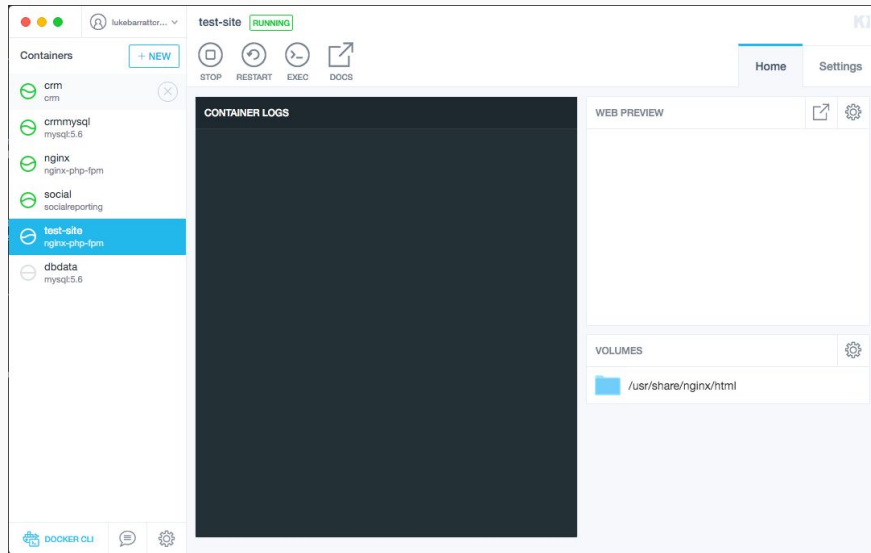 lukebarrattcr...
test-site RUNNING
Containers
+ NEW
STOP RESTART EXEC DOCS
Home Settings
crm
crm
crmmysql
mysql:5.6
nginx
nginx-php-fpm
social
socialreporting
test-site
nginx-php-fpm
dbdata
mysql:5.6
CONTAINER LOGS
WEB PREVIEW
VOLUMES
/usr/share/nginx/html
DOCKER CLI